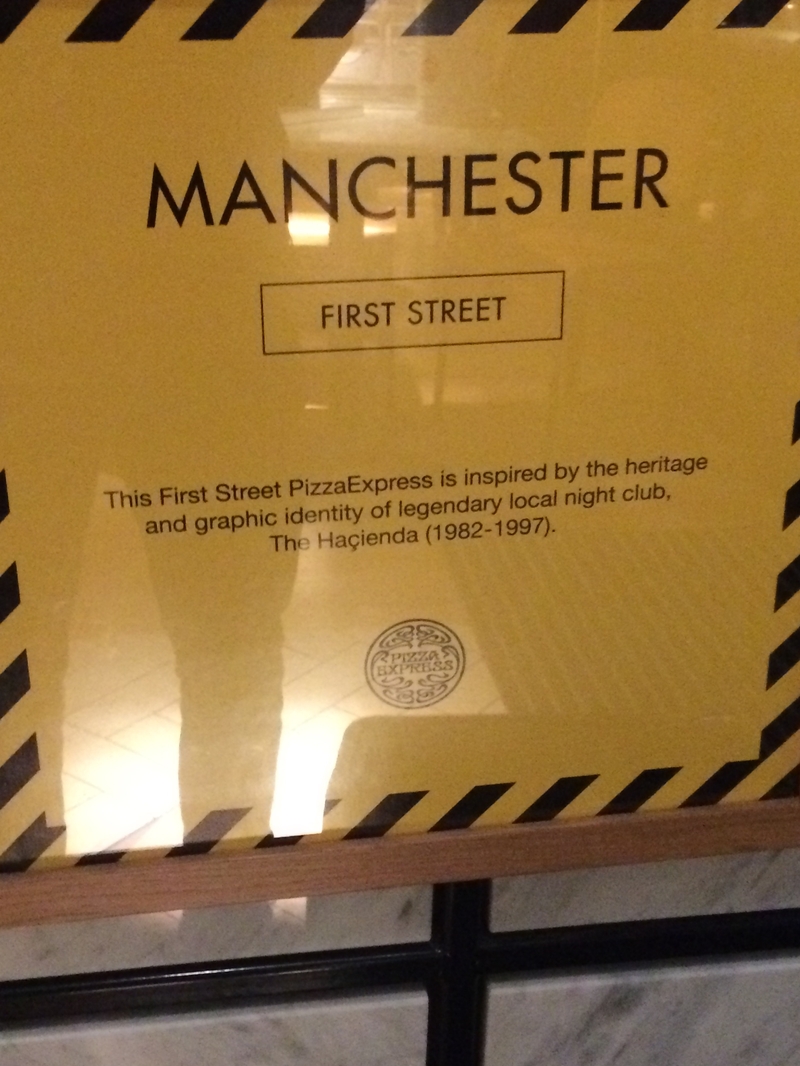 MANCHESTER
FIRST STREET
This First Street PizzaExpress is inspired by the heritage
and graphic identity of legendary local night club,
The Haçienda (1982-1997).
PIZZA
EXPRESS